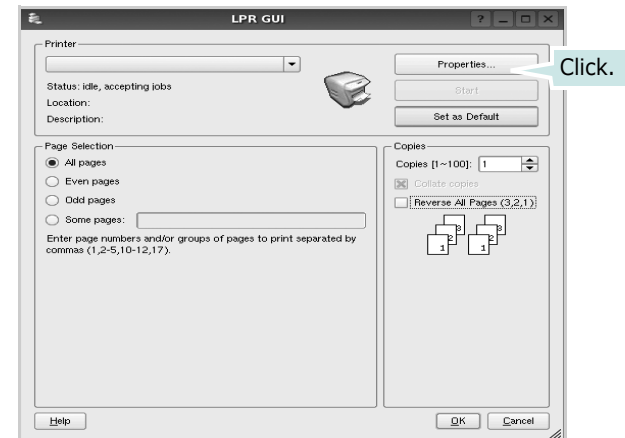 LPR GUI
Printer
Properties...
Click.
Status: idle, accepting jobs
Start
Location:
Description:
Set as Default
Page Selection
All pages
Even pages
Odd pages
Some pages:
Enter page numbers and/or groups of pages to print separated by
commas (1,2-5,10-12,17).
Copies
Copies [1~100]: 1
Collate copies
Reverse All Pages (3,2,1)
3 3
2 2
1 1
Help
OK
Cancel